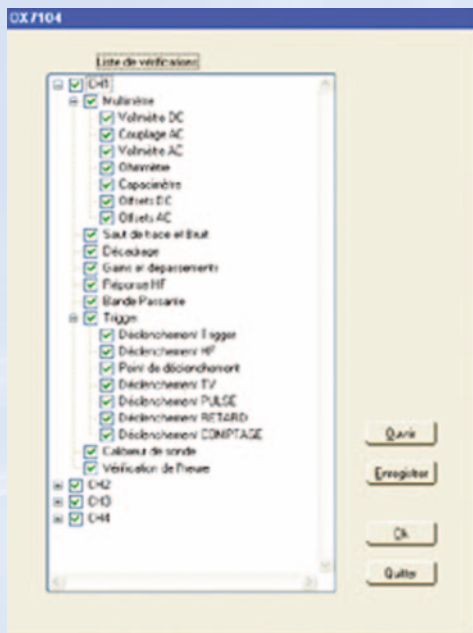 OX7104
Liste de vérifications
CH1
Multimètre
Voltmètre DC
Couplage AC
Voltmètre AC
Ohmmètre
Capacimètre
Offsets DC
Offsets AC
Saut de trace et Bruit
Décadrage
Gains et depassements
Réponse HF
Bande Passante
Trigger
Déclenchement Trigger
Déclenchement HF
Point de déclenchement
Déclenchement TV
Déclenchement PULSE
Déclenchement RETARD
Déclenchement COMPTAGE
Calibreur de sonde
Vérification de l'heure
CH2
CH3
CH4
Ouvrir
Enregistrer
Ok
Quitter